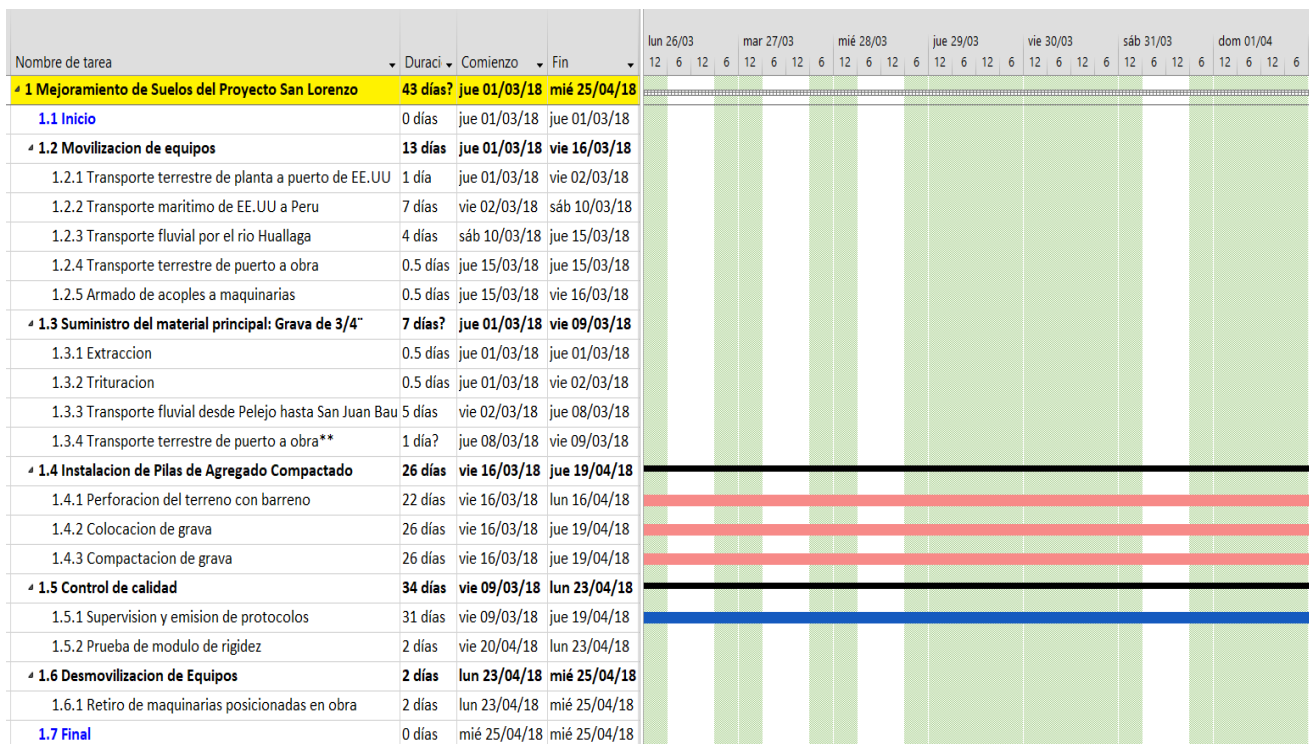 lun 26/03 mar 27/03 mié 28/03 jue 29/03 vie 30/03 sáb 31/03 dom 01/04
Nombre de tarea Duraci Comienzo Fin 12 6 12 6 12 6 12 6 12 6 12 6 12 6 12 6 12 6 12 6 12 6 12 6 12 6 12 6
1 Mejoramiento de Suelos del Proyecto San Lorenzo 43 días? jue 01/03/18 mié 25/04/18
1.1 Inicio 0 días jue 01/03/18 jue 01/03/18
1.2 Movilizacion de equipos 13 días jue 01/03/18 vie 16/03/18
1.2.1 Transporte terrestre de planta a puerto de EE.UU 1 día jue 01/03/18 vie 02/03/18
1.2.2 Transporte maritimo de EE.UU a Peru 7 días vie 02/03/18 sáb 10/03/18
1.2.3 Transporte fluvial por el rio Huallaga 4 días sáb 10/03/18 jue 15/03/18
1.2.4 Transporte terrestre de puerto a obra 0.5 días jue 15/03/18 jue 15/03/18
1.2.5 Armado de acoples a maquinarias 0.5 días jue 15/03/18 vie 16/03/18
1.3 Suministro del material principal: Grava de 3/4¨ 7 días? jue 01/03/18 vie 09/03/18
1.3.1 Extraccion 0.5 días jue 01/03/18 jue 01/03/18
1.3.2 Trituracion 0.5 días jue 01/03/18 vie 02/03/18
1.3.3 Transporte fluvial desde Pelejo hasta San Juan Bau 5 días vie 02/03/18 jue 08/03/18
1.3.4 Transporte terrestre de puerto a obra** 1 día? jue 08/03/18 vie 09/03/18
1.4 Instalacion de Pilas de Agregado Compactado 26 días vie 16/03/18 jue 19/04/18
1.4.1 Perforacion del terreno con barreno 22 días vie 16/03/18 lun 16/04/18
1.4.2 Colocacion de grava 26 días vie 16/03/18 jue 19/04/18
1.4.3 Compactacion de grava 26 días vie 16/03/18 jue 19/04/18
1.5 Control de calidad 34 días vie 09/03/18 lun 23/04/18
1.5.1 Supervision y emision de protocolos 31 días vie 09/03/18 jue 19/04/18
1.5.2 Prueba de modulo de rigidez 2 días vie 20/04/18 lun 23/04/18
1.6 Desmovilizacion de Equipos 2 días lun 23/04/18 mié 25/04/18
1.6.1 Retiro de maquinarias posicionadas en obra 2 días lun 23/04/18 mié 25/04/18
1.7 Final 0 días mié 25/04/18 mié 25/04/18